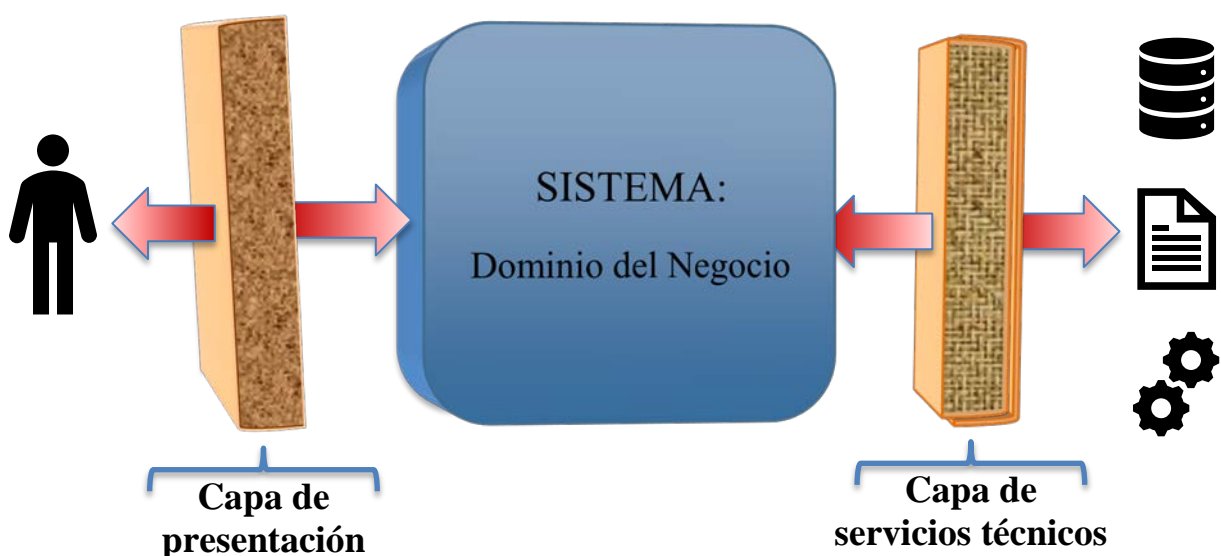 SISTEMA:
Dominio del Negocio
Capa de
presentación
Capa de
servicios técnicos